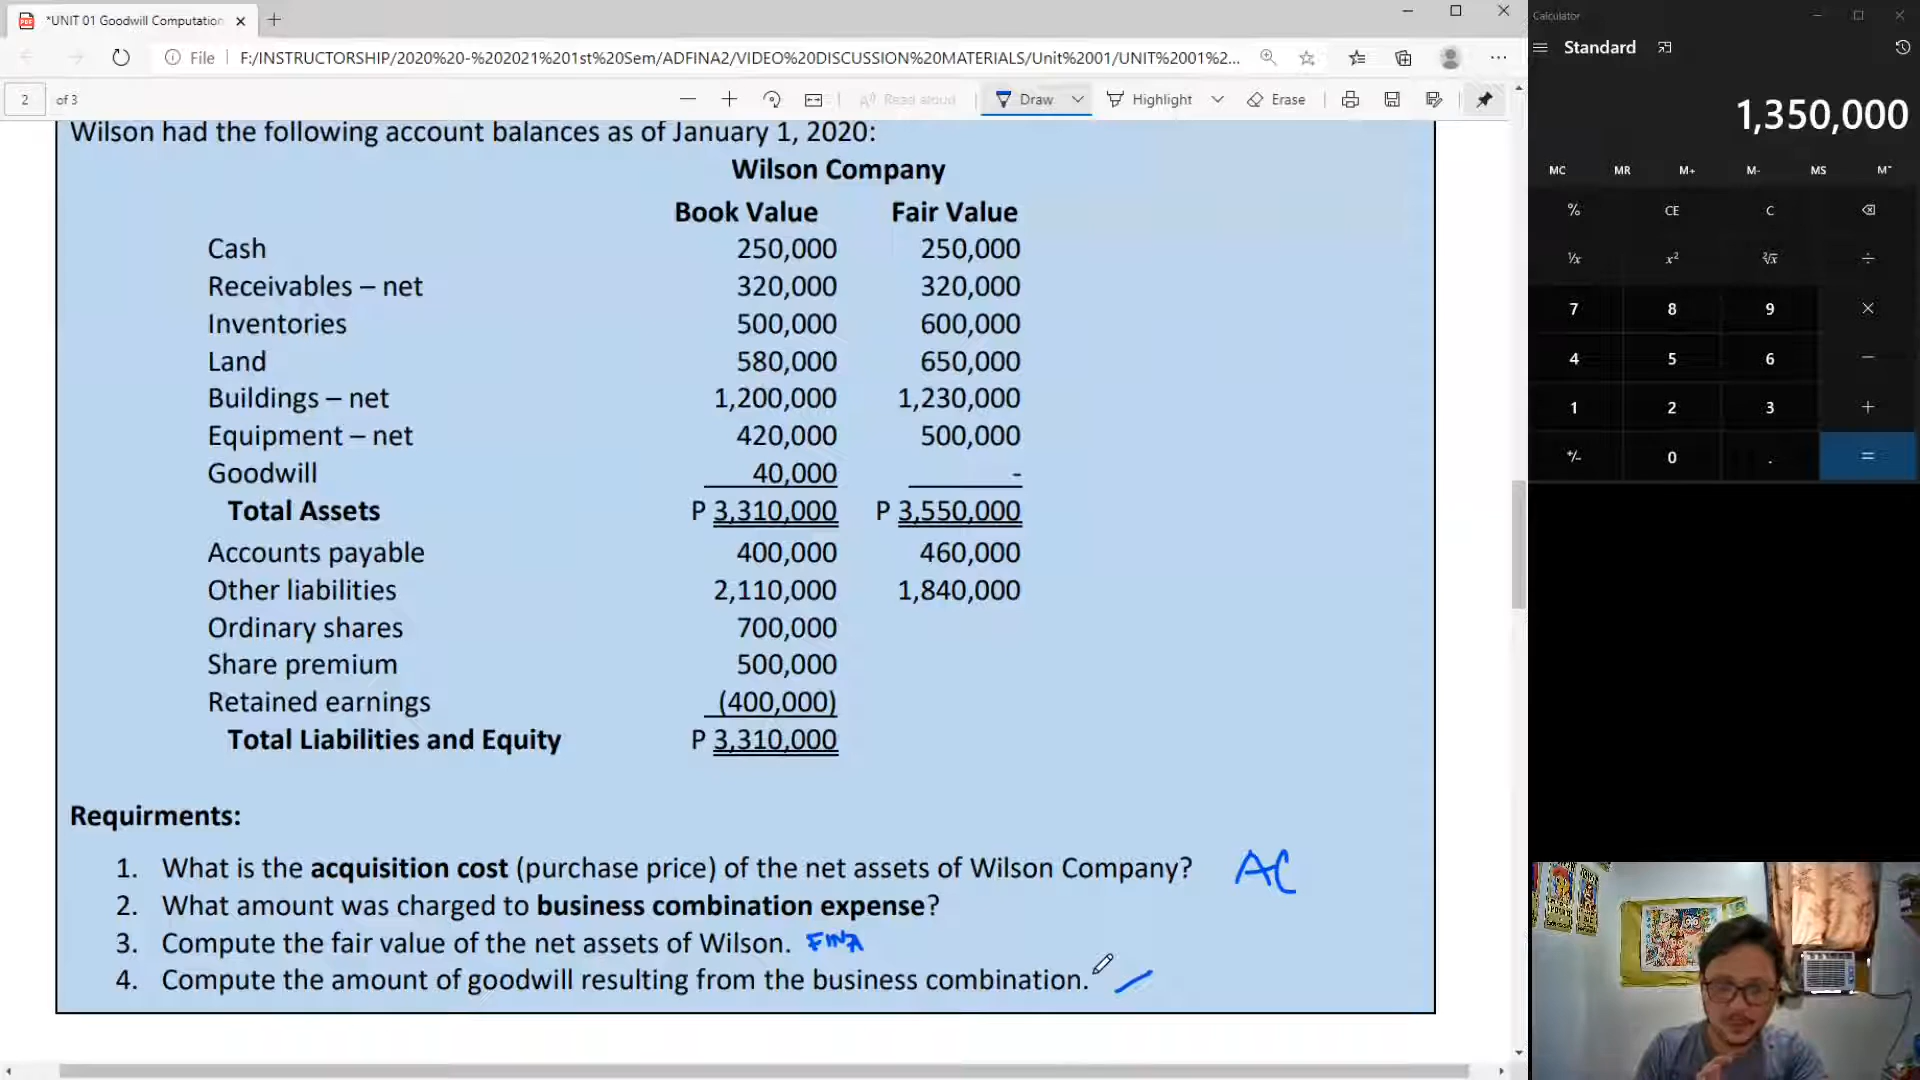 *UNIT 01 Goodwill Computation
File F:/INSTRUCTORSHIP/2020%20-%202021%201st%20Sem/ADFINA2/VIDEO%20DISCUSSION%20MATERIALS/Unit%2001/UNIT%2001%2...
2 of 3 Read aloud Draw Highlight Erase
Wilson had the following account balances as of January 1, 2020:
Wilson Company
Book Value Fair Value
Cash 250,000 250,000
Receivables – net 320,000 320,000
Inventories 500,000 600,000
Land 580,000 650,000
Buildings – net 1,200,000 1,230,000
Equipment – net 420,000 500,000
Goodwill 40,000 -
Total Assets P 3,310,000 P 3,550,000
Accounts payable 400,000 460,000
Other liabilities 2,110,000 1,840,000
Ordinary shares 700,000
Share premium 500,000
Retained earnings (400,000)
Total Liabilities and Equity P 3,310,000
Requirments:
1. What is the acquisition cost (purchase price) of the net assets of Wilson Company? AC
2. What amount was charged to business combination expense?
3. Compute the fair value of the net assets of Wilson. FINA
4. Compute the amount of goodwill resulting from the business combination.
Calculator
Standard
1,350,000
MC MR M+ M- MS M˅
% CE C
¹/x x² ²√x ÷
7 8 9 ×
4 5 6 −
1 2 3 +
+/- 0 . =